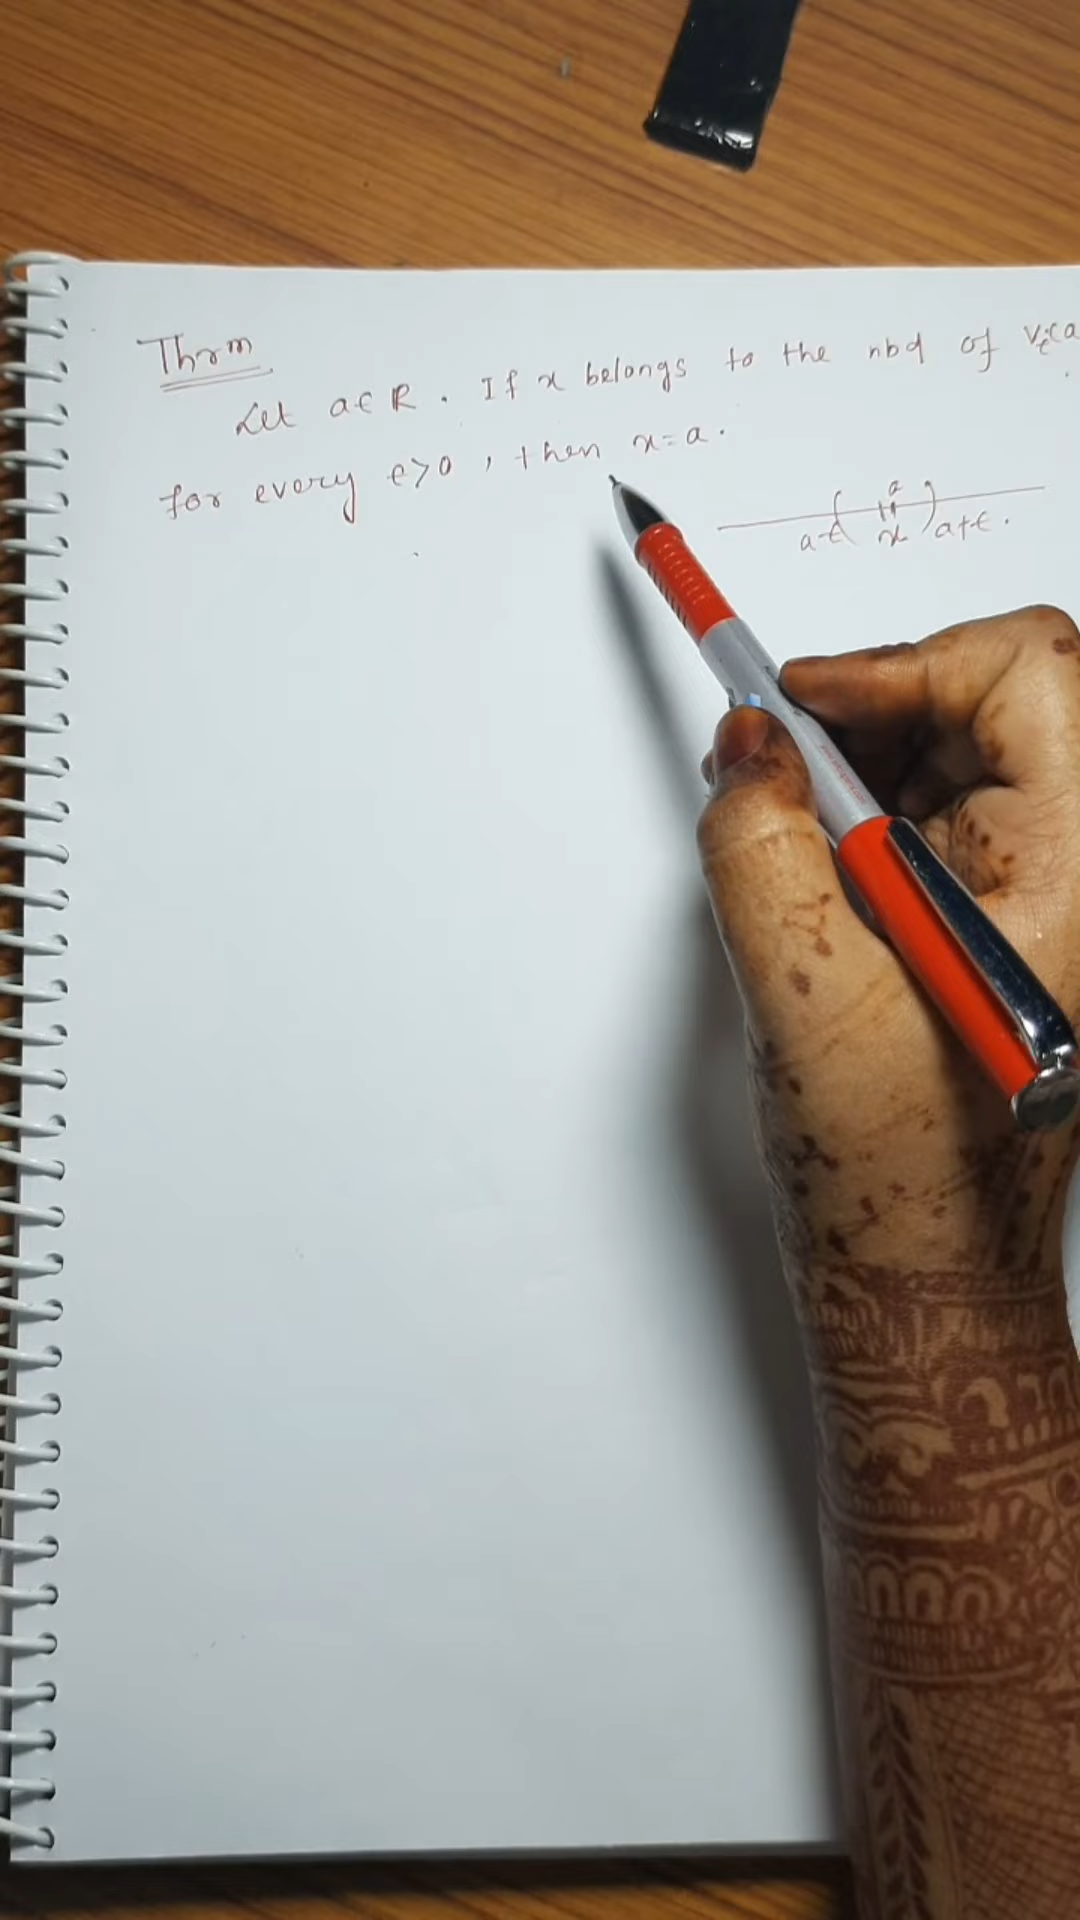 Thrm
Let a∈R. If x belongs to the nbd of Vε(a
for every ε>0, then x=a.
a
a-ε x a+ε.